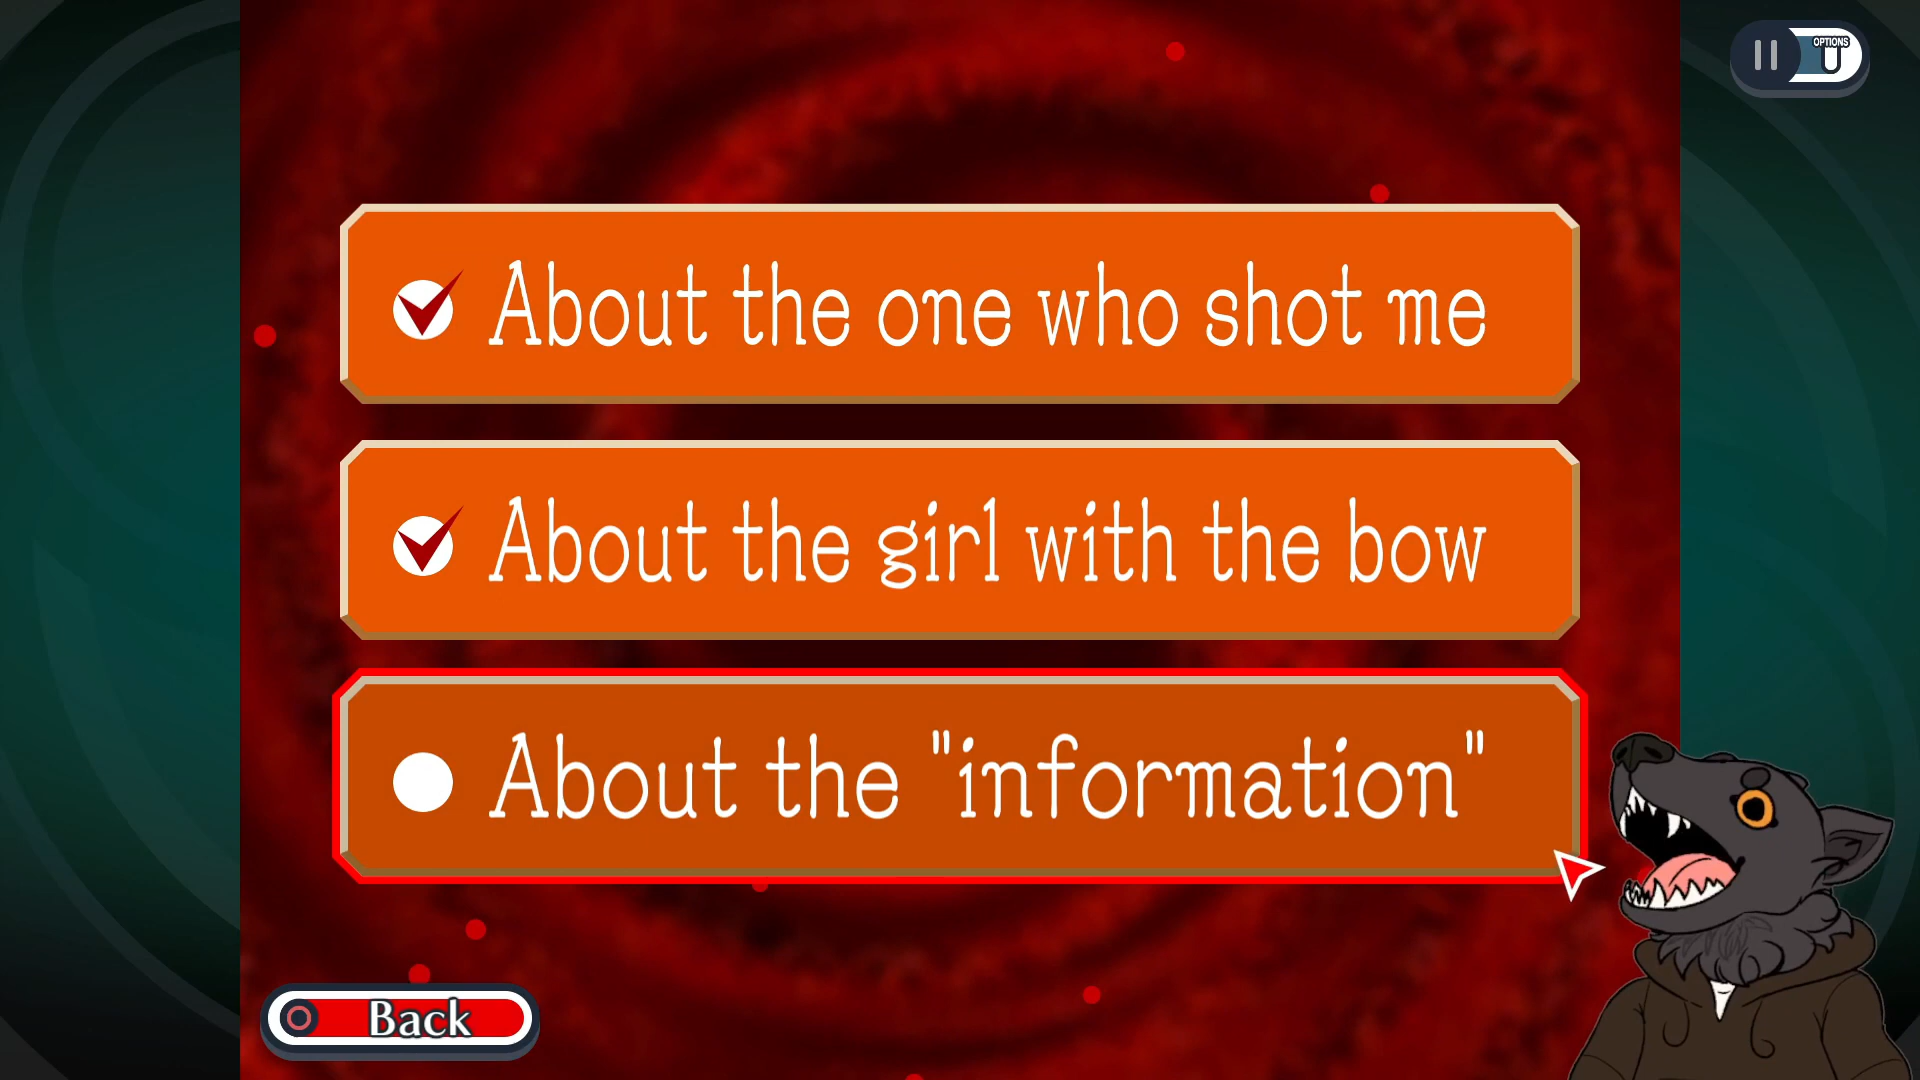 OPTIONS
About the one who shot me
About the girl with the bow
About the "information"
Back